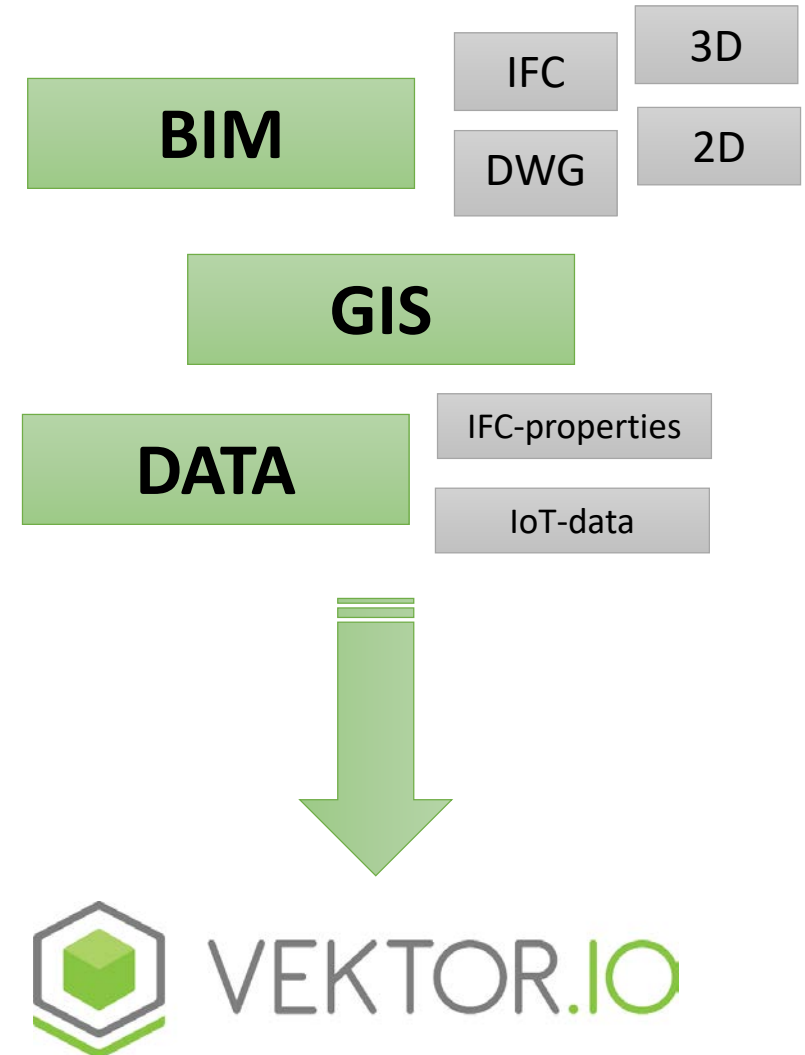 BIM
IFC
3D
DWG
2D
GIS
DATA
IFC-properties
IoT-data
VEKTOR.IO